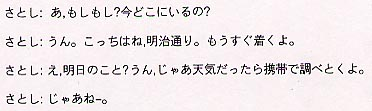 さとし: あ,もしもし?今どこにいるの?
さとし: うん。こっちはね,明治通り。もうすぐ着くよ。
さとし: え,明日のこと?うん,じゃあ天気だったら携帯で調べとくよ。
さとし: じゃあねー。